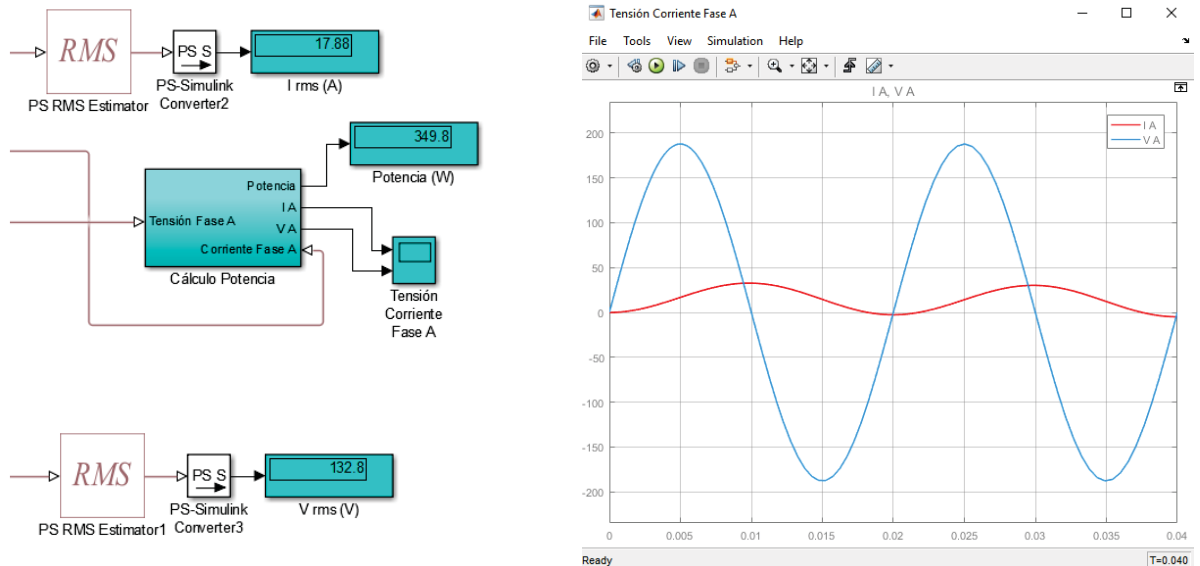 RMS
PS RMS Estimator
PS S
PS-Simulink
Converter2
17.88
I rms (A)
349.8
Potencia (W)
Tensión Fase A
Potencia
I A
V A
Corriente Fase A
Cálculo Potencia
Tensión
Corriente
Fase A
RMS
PS RMS Estimator1
PS S
PS-Simulink
Converter3
132.8
V rms (V)
Tensión Corriente Fase A
File Tools View Simulation Help
I A, V A
I A
V A
200
150
100
50
0
-50
-100
-150
-200
0 0.005 0.01 0.015 0.02 0.025 0.03 0.035 0.04
Ready
T=0.040